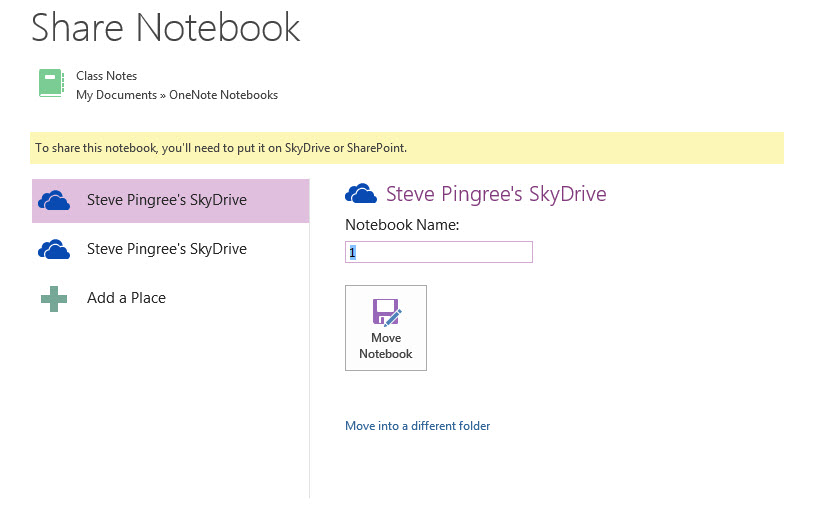 Share Notebook
Class Notes
My Documents » OneNote Notebooks
To share this notebook, you'll need to put it on SkyDrive or SharePoint.
Steve Pingree's SkyDrive
Steve Pingree's SkyDrive
Add a Place
Steve Pingree's SkyDrive
Notebook Name:
1
Move
Notebook
Move into a different folder